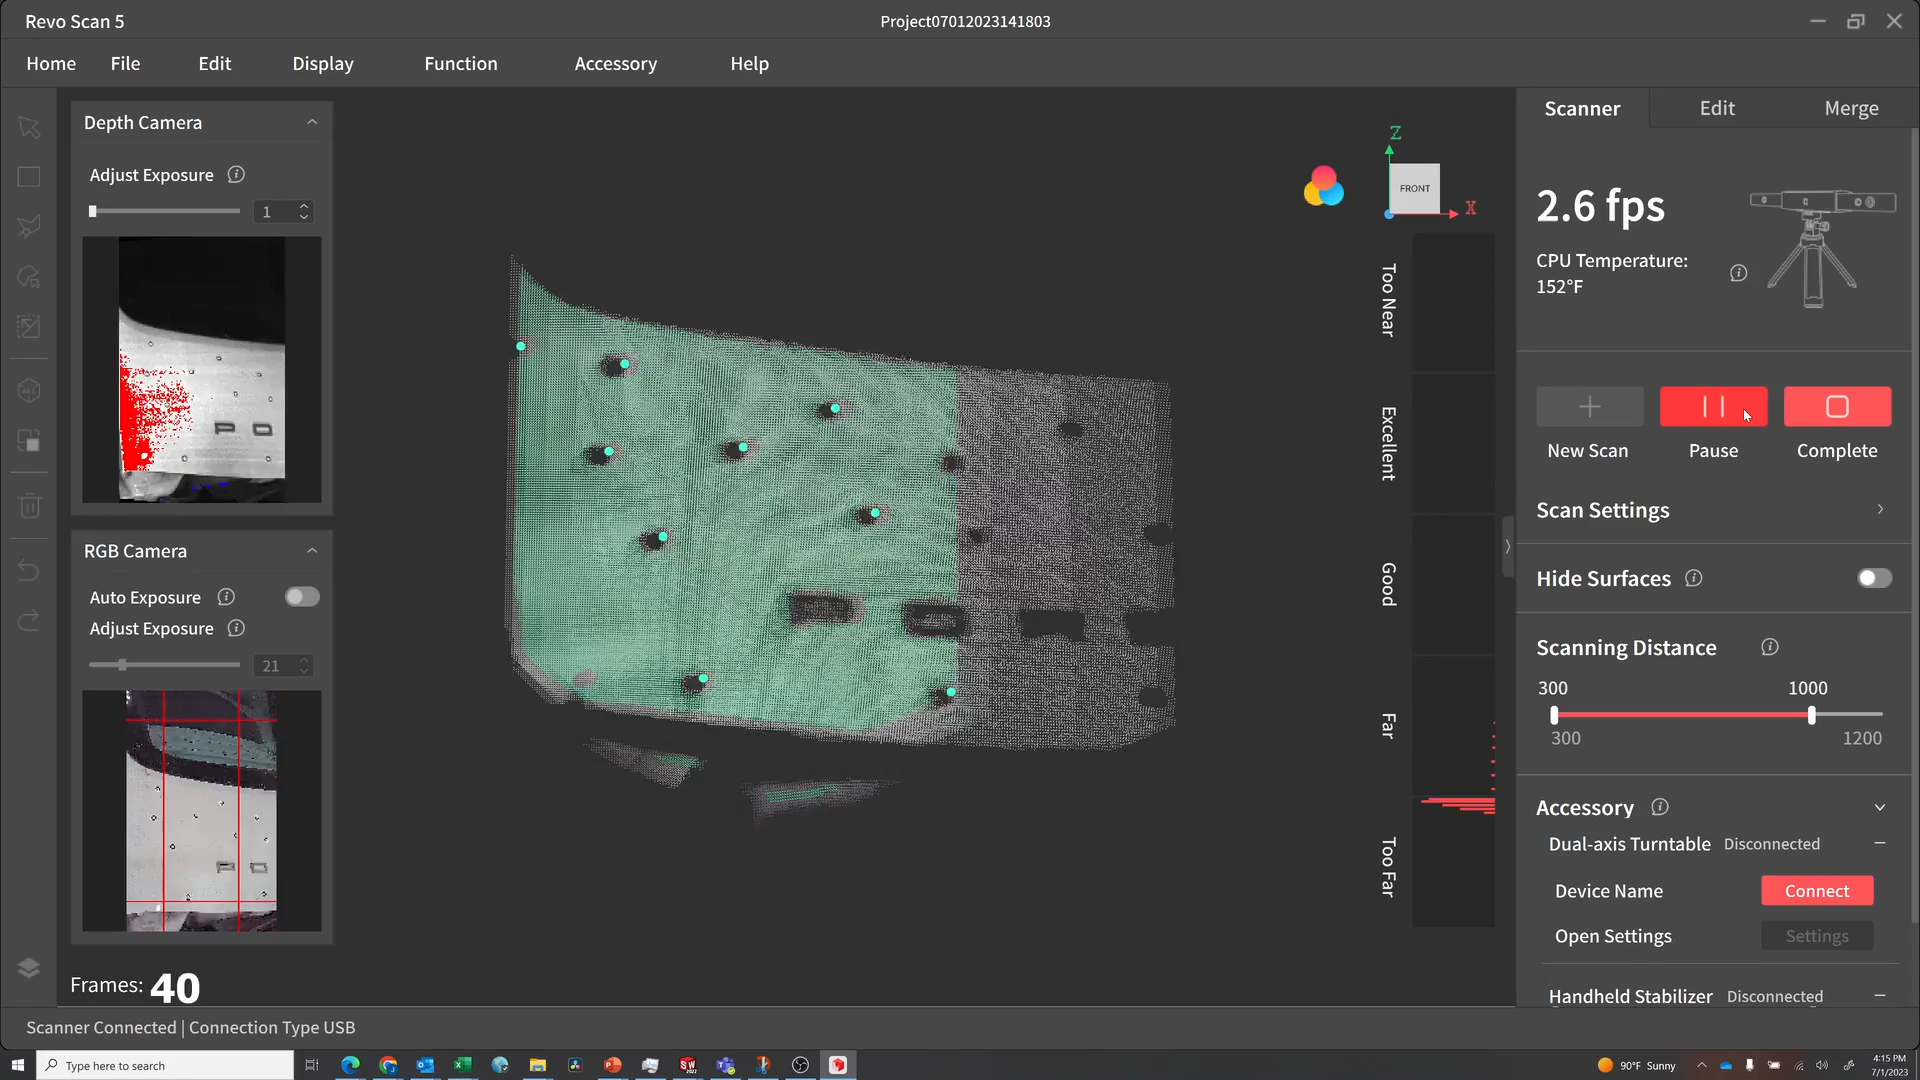 Revo Scan 5
Project07012023141803
Home File Edit Display Function Accessory Help
Depth Camera
Adjust Exposure
1
RGB Camera
Auto Exposure
Adjust Exposure
21
P O
Frames: 40
Z
FRONT
X
Too Near
Excellent
Good
Far
Too Far
Scanner Edit Merge
2.6 fps
CPU Temperature:
152°F
New Scan Pause Complete
Scan Settings
Hide Surfaces
Scanning Distance
300 1000
300 1200
Accessory
Dual-axis Turntable Disconnected
Device Name Connect
Open Settings Settings
Handheld Stabilizer Disconnected
Scanner Connected | Connection Type USB
Type here to search
90°F Sunny
4:15 PM
7/1/2023